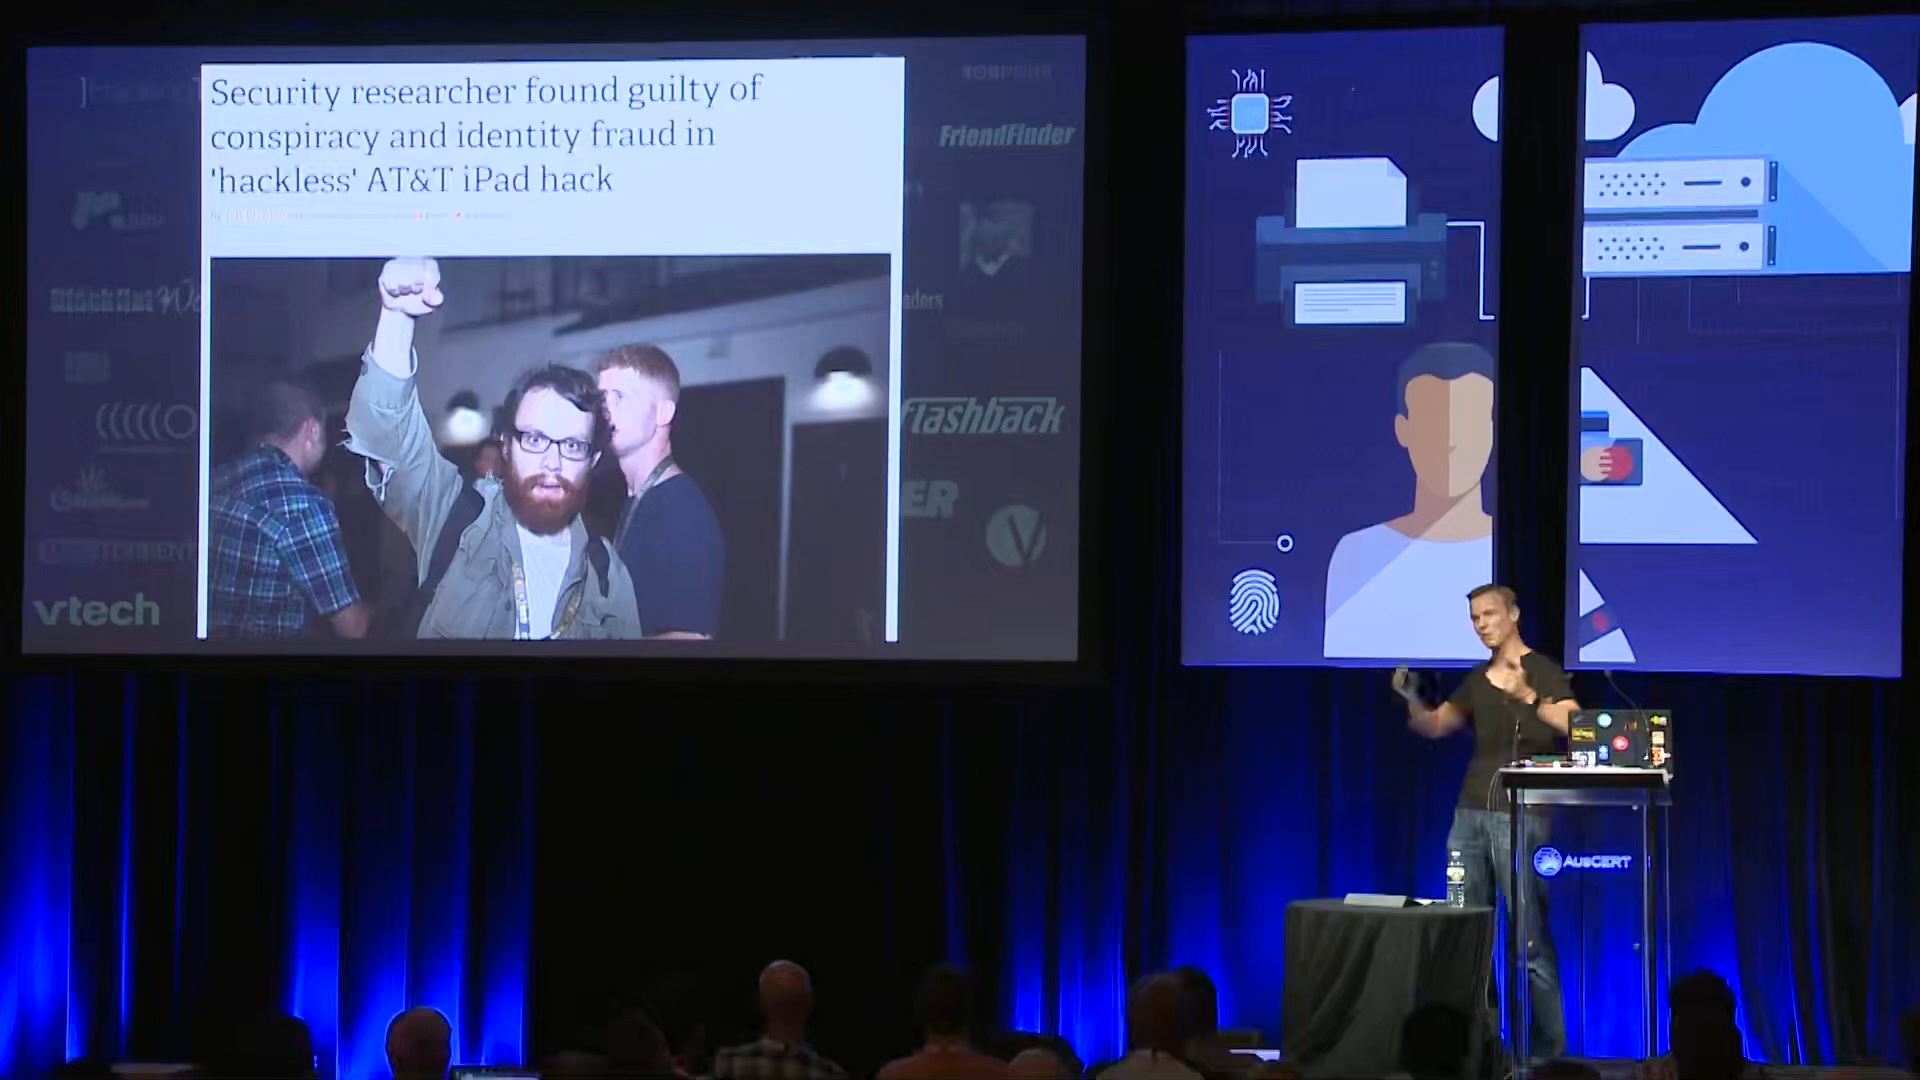 Security researcher found guilty of
conspiracy and identity fraud in
'hackless' AT&T iPad hack
FriendFinder
flashback
V
vtech
AusCERT